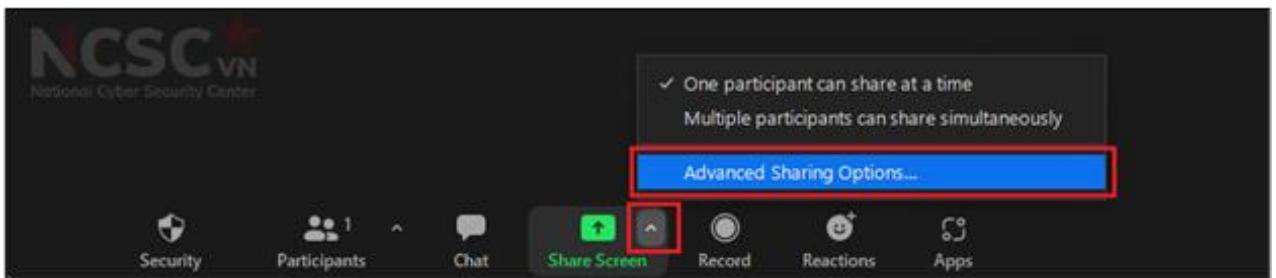 NCSC VN
National Cyber Security Center
✓ One participant can share at a time
Multiple participants can share simultaneously
Advanced Sharing Options...
1
Security
Participants
Chat
Share Screen
Record
Reactions
Apps